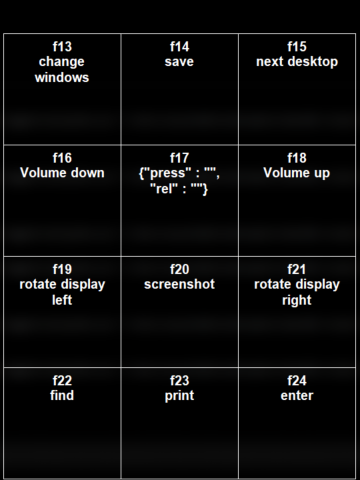 f13
change
windows
f14
save
f15
next desktop
f16
Volume down
f17
{"press" : "",
"rel" : ""}
f18
Volume up
f19
rotate display
left
f20
screenshot
f21
rotate display
right
f22
find
f23
print
f24
enter